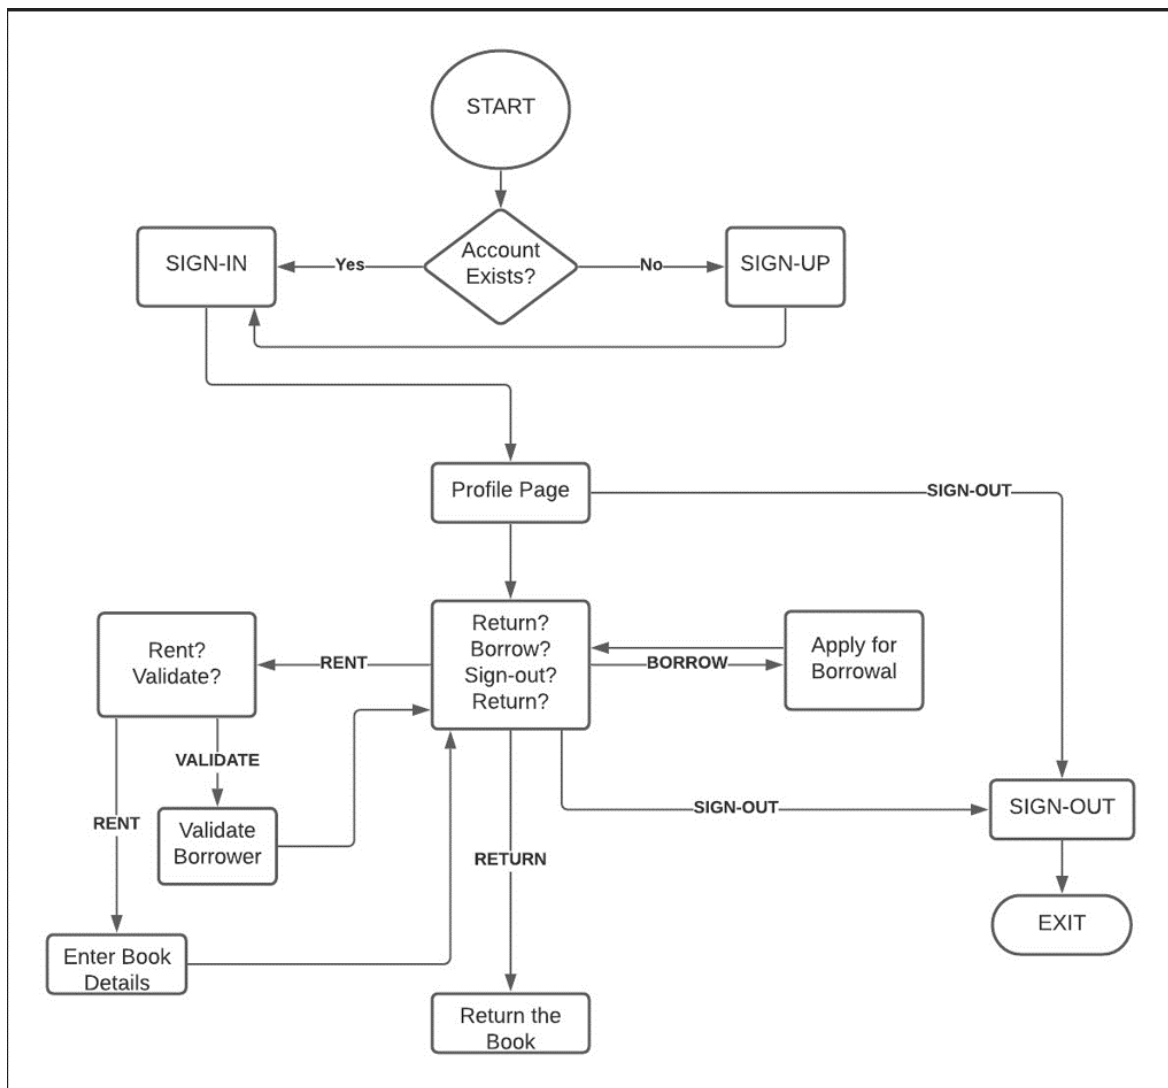 START
Account
Exists?
Yes
No
SIGN-IN
SIGN-UP
Profile Page
SIGN-OUT
Return?
Borrow?
Sign-out?
Return?
RENT
Rent?
Validate?
BORROW
Apply for
Borrowal
VALIDATE
RENT
Validate
Borrower
Enter Book
Details
RETURN
Return the
Book
SIGN-OUT
SIGN-OUT
EXIT